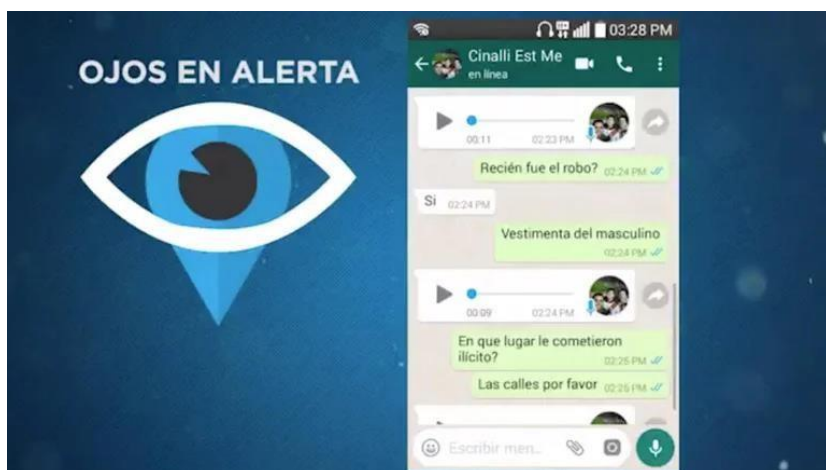 OJOS EN ALERTA
03:28 PM
Cinalli Est Me
en línea
00:11 02:23 PM
Recién fue el robo? 02:24 PM
Si 02:24 PM
Vestimenta del masculino
02:24 PM
00:09 02:24 PM
En que lugar le cometieron
ilícito?
02:25 PM
Las calles por favor 02:25 PM
Escribir men...